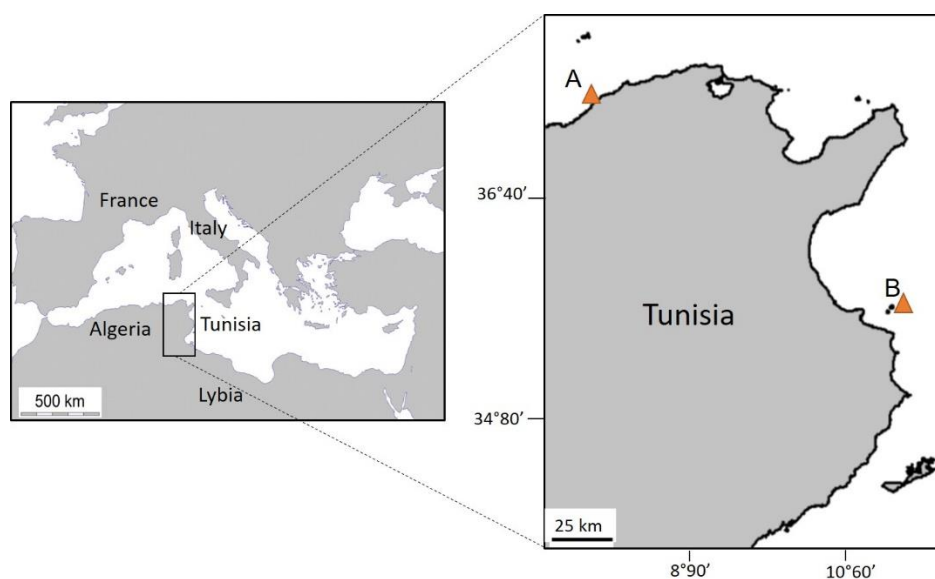 France
Italy
Algeria
Tunisia
Lybia
500 km
A
36°40’
B
Tunisia
34°80’
25 km
8°90’
10°60’